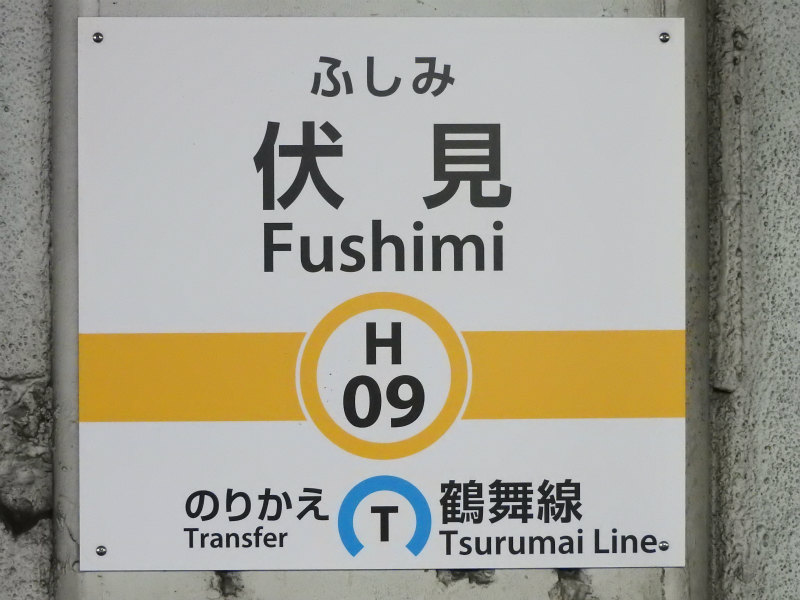 ふしみ
伏見
Fushimi
H
09
のりかえ T 鶴舞線
Transfer Tsurumai Line